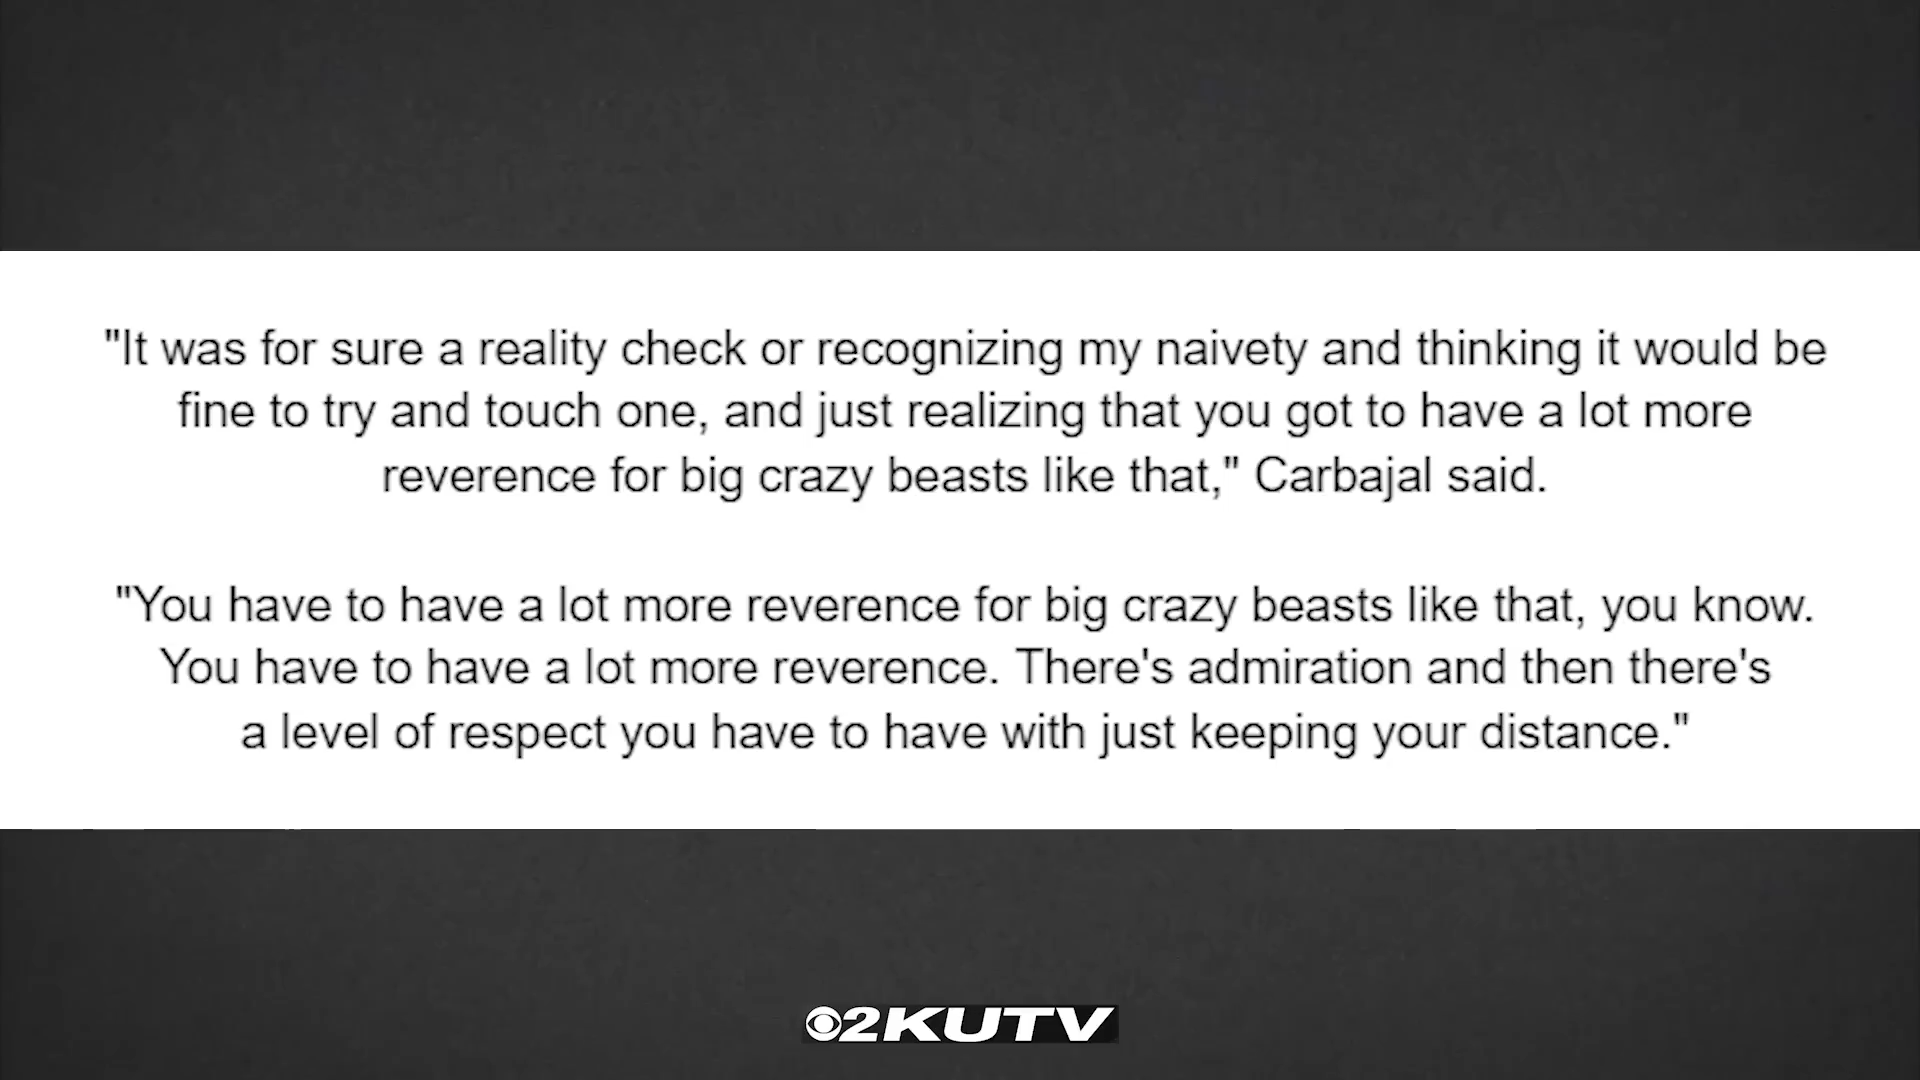 "It was for sure a reality check or recognizing my naivety and thinking it would be
fine to try and touch one, and just realizing that you got to have a lot more
reverence for big crazy beasts like that," Carbajal said.
"You have to have a lot more reverence for big crazy beasts like that, you know.
You have to have a lot more reverence. There's admiration and then there's
a level of respect you have to have with just keeping your distance."
2KUTV